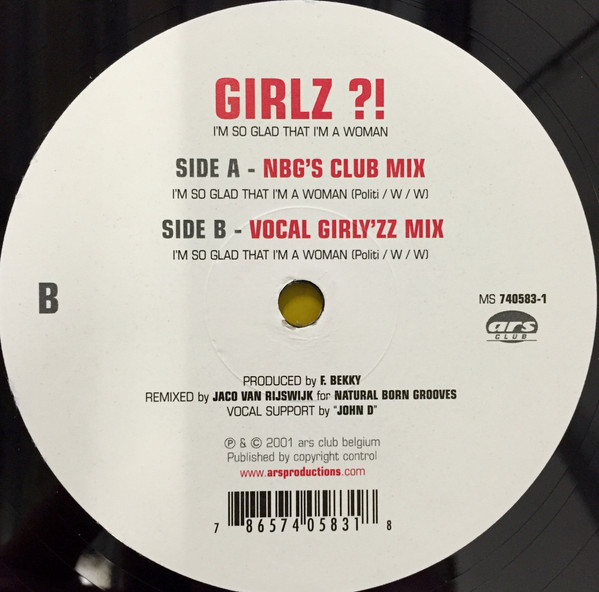 GIRLZ ?!
I'M SO GLAD THAT I'M A WOMAN
SIDE A - NBG'S CLUB MIX
I'M SO GLAD THAT I'M A WOMAN (Politi / W / W)
SIDE B - VOCAL GIRLY'ZZ MIX
I'M SO GLAD THAT I'M A WOMAN (Politi / W / W)
B
MS 740583-1
ars
CLUB
PRODUCED by F. BEKKY
REMIXED by JACO VAN RIJSWIJK for NATURAL BORN GROOVES
VOCAL SUPPORT by "JOHN D"
℗ & © 2001 ars club belgium
Published by copyright control
www.arsproductions.com
7 86574 05831 8